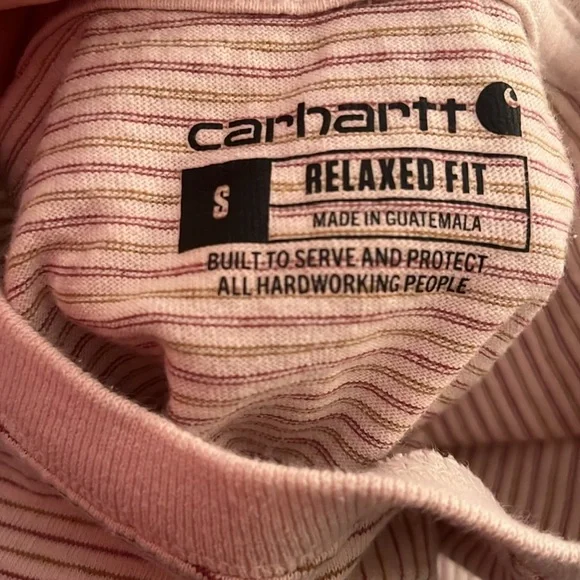 carhartt
S
RELAXED FIT
MADE IN GUATEMALA
BUILT TO SERVE AND PROTECT
ALL HARDWORKING PEOPLE